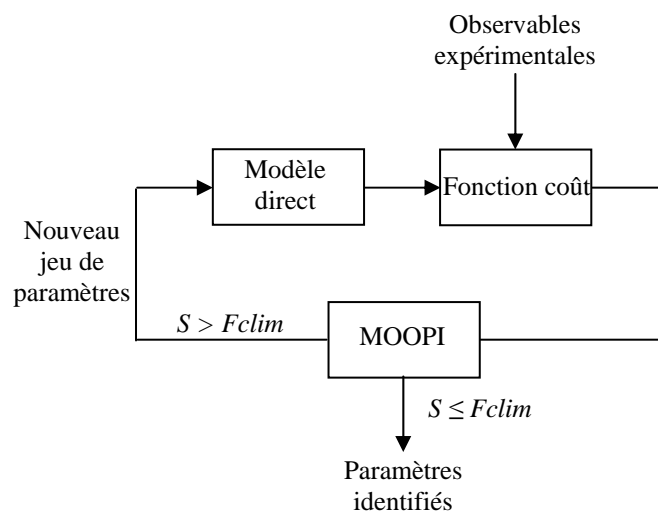 Observables
expérimentales
Modèle
direct
Fonction coût
Nouveau
jeu de
paramètres
S > Fclim
MOOPI
S ≤ Fclim
Paramètres
identifiés